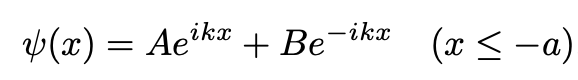 ψ(x) = Ae^{ikx} + Be^{-ikx} (x ≤ -a)